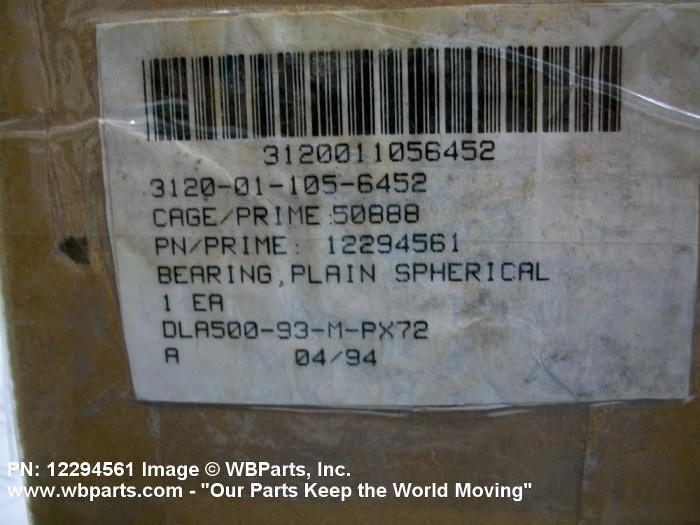 3120011056452
3120-01-105-6452
CAGE/PRIME:50888
PN/PRIME: 12294561
BEARING,PLAIN SPHERICAL
1 EA
DLA500-93-M-PX72
A 04/94
PN: 12294561 Image © WBParts, Inc.
www.wbparts.com - "Our Parts Keep the World Moving"